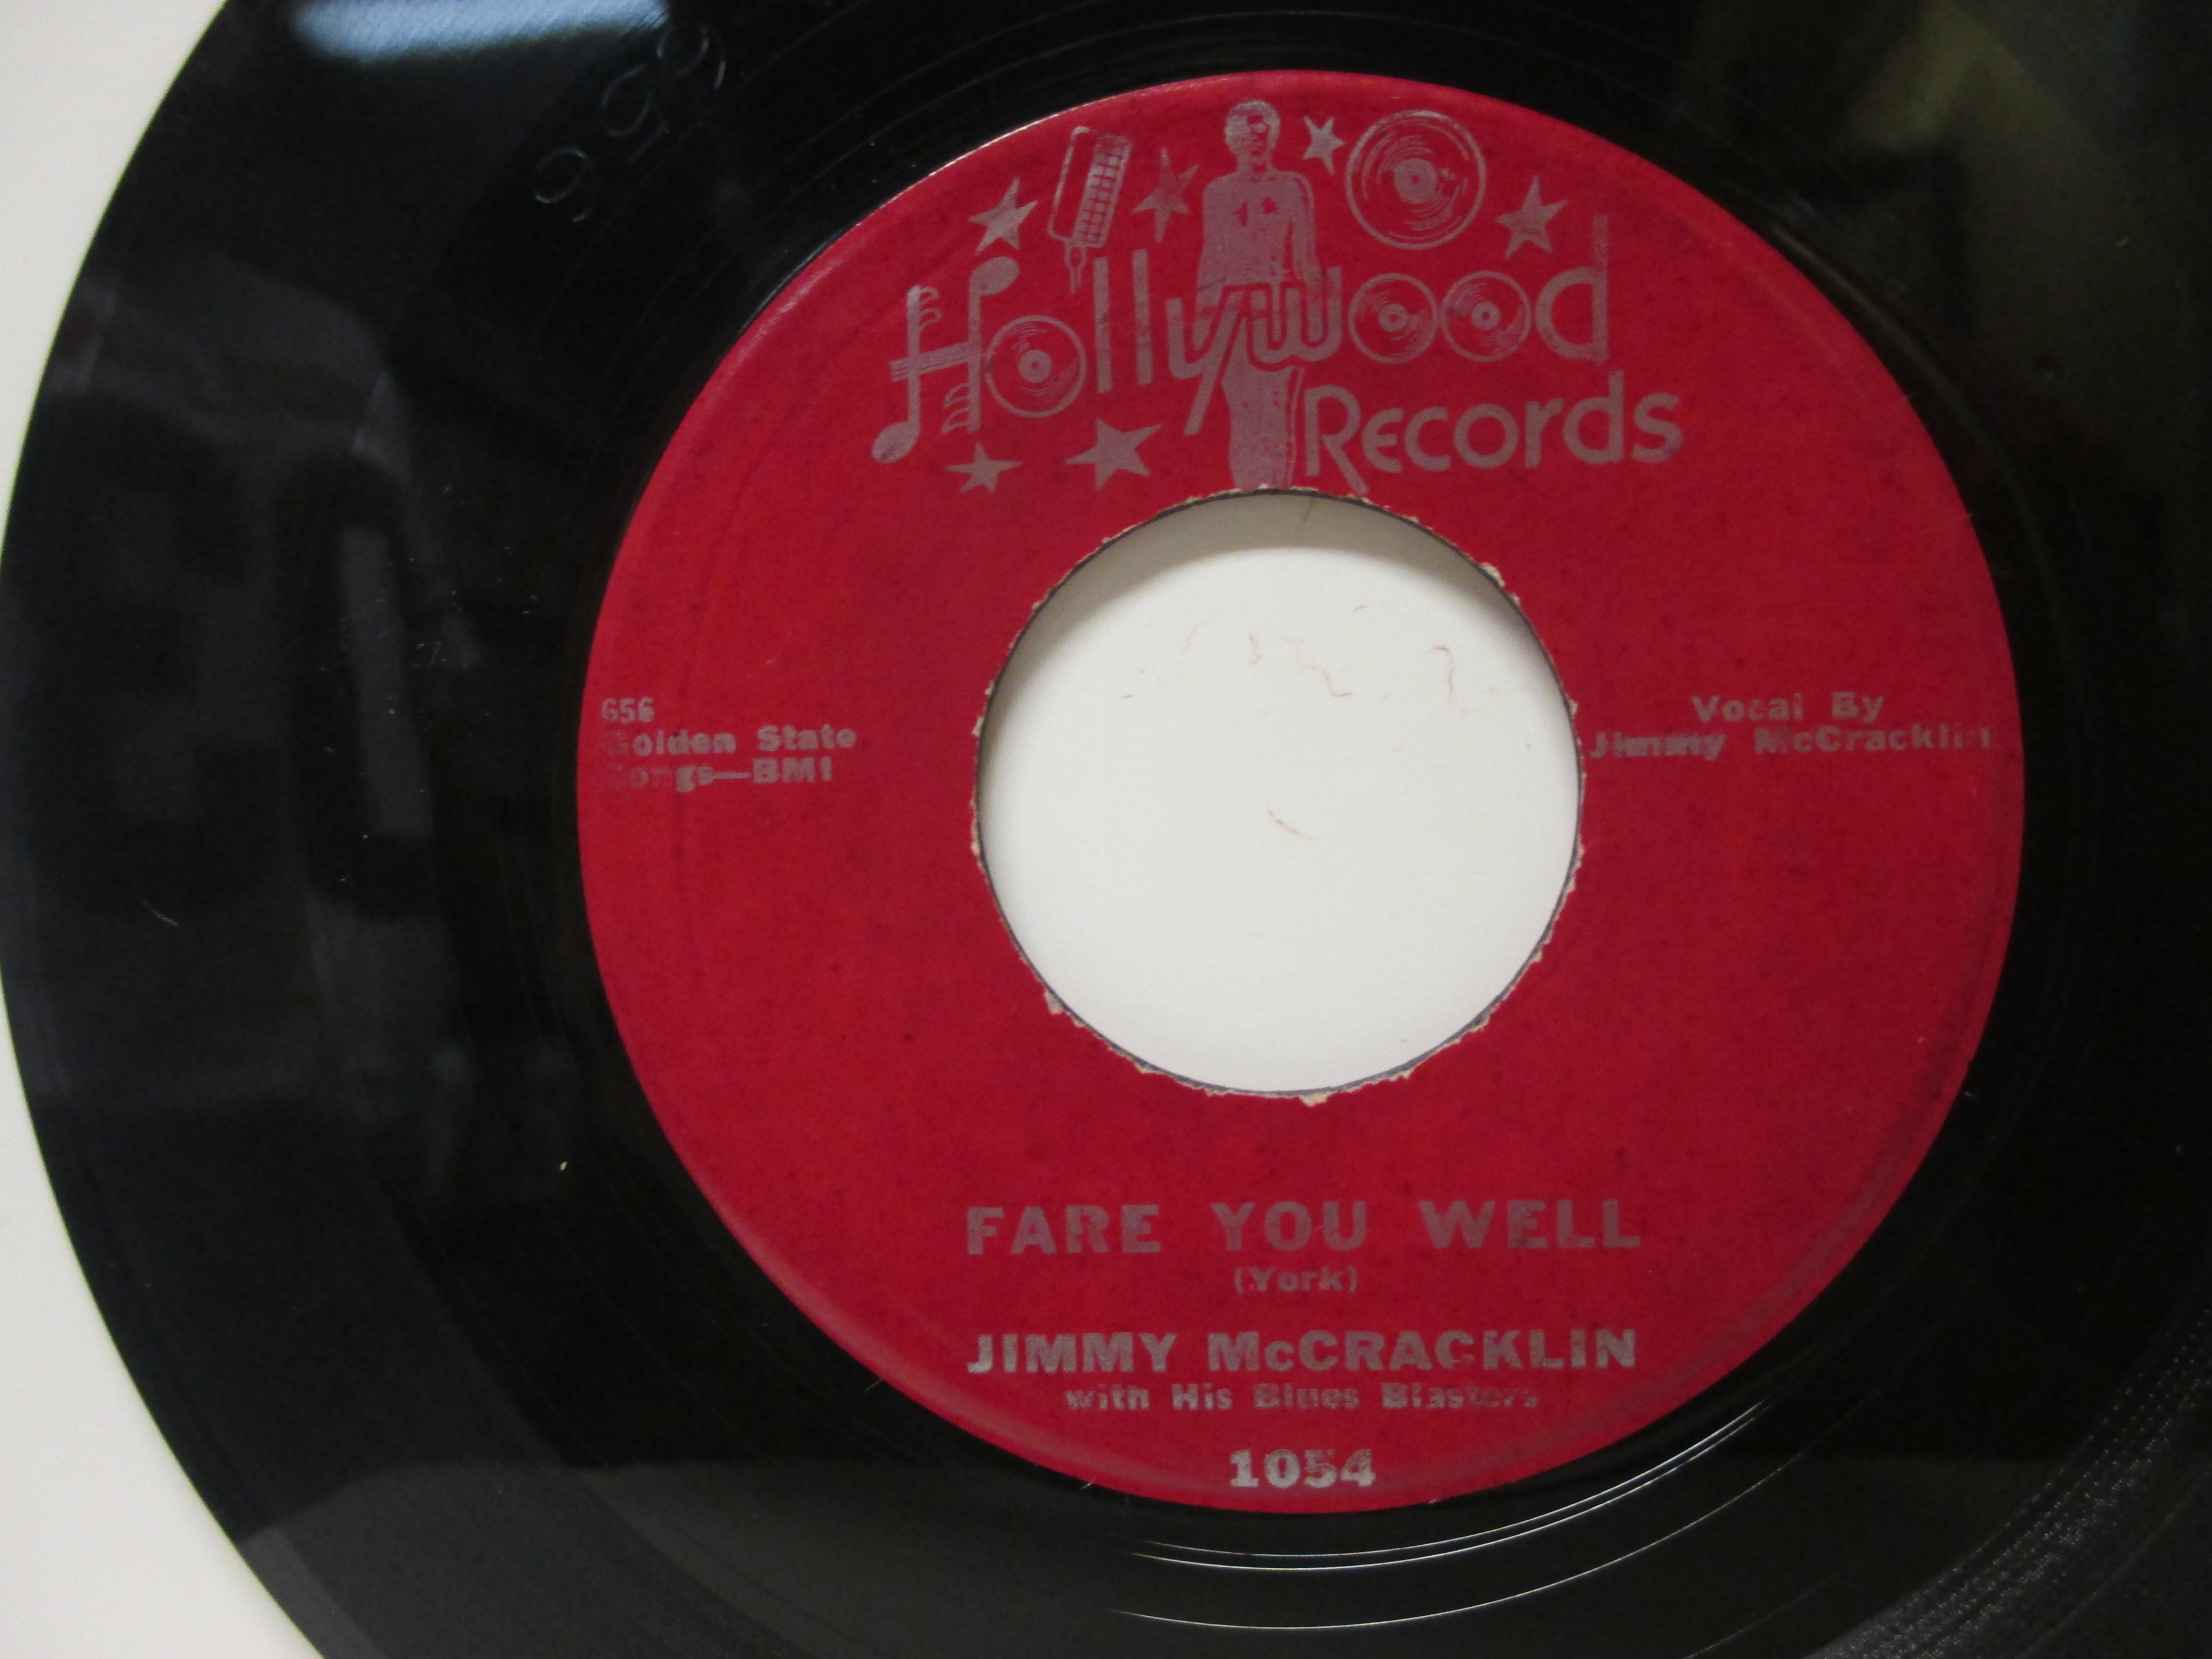 656
Hollywood
Records
656
Golden State
Songs—BMI
Vocal By
Jimmy McCracklin
FARE YOU WELL
(York)
JIMMY McCRACKLIN
with His Blues Blasters
1054